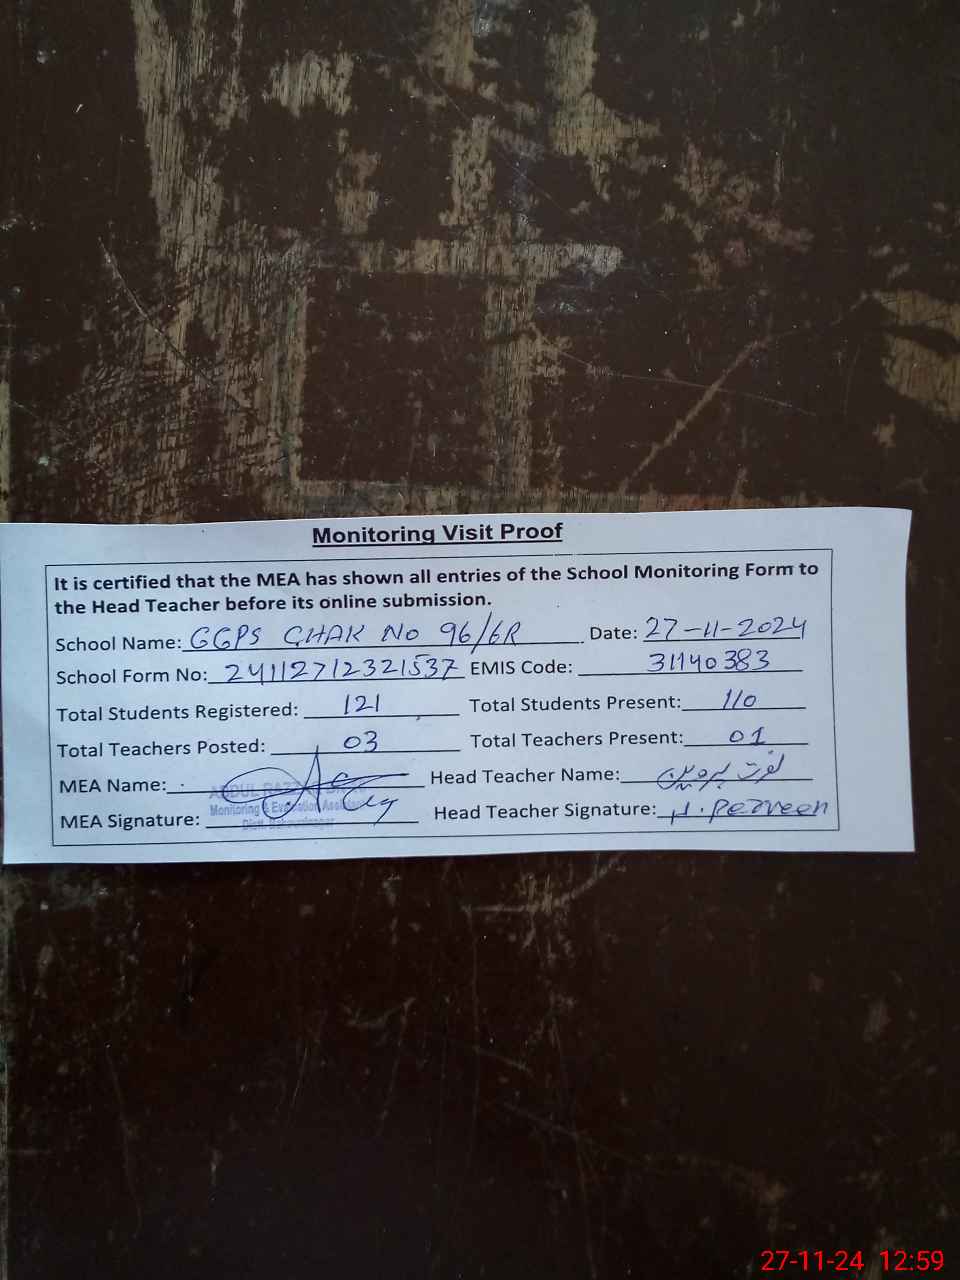 Monitoring Visit Proof
It is certified that the MEA has shown all entries of the School Monitoring Form to
the Head Teacher before its online submission.
School Name: GGPS CHAK No 96/6R Date: 27-11-2024
School Form No: 24112712321537 EMIS Code: 31140383
Total Students Registered: 121 Total Students Present: 110
Total Teachers Posted: 03 Total Teachers Present: 01
MEA Name: ABDUL Head Teacher Name: پروین
Monitoring & Evaluation Assistant
MEA Signature: Head Teacher Signature: Perveen
Distt. Bahawalnagar
27-11-24 12:59